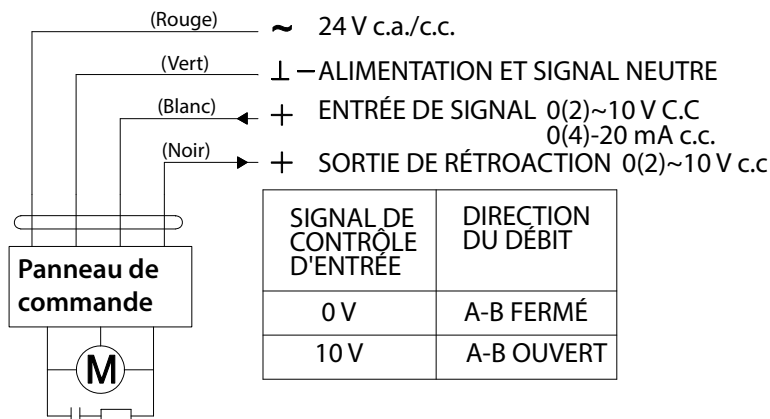 (Rouge) ~ 24 V c.a./c.c.
(Vert) ⊥ – ALIMENTATION ET SIGNAL NEUTRE
(Blanc) + ENTRÉE DE SIGNAL 0(2)~10 V C.C
0(4)-20 mA c.c.
(Noir) + SORTIE DE RÉTROACTION 0(2)~10 V c.c
SIGNAL DE
CONTRÔLE
D'ENTRÉE
DIRECTION
DU DÉBIT
0 V A-B FERMÉ
10 V A-B OUVERT
Panneau de
commande
M